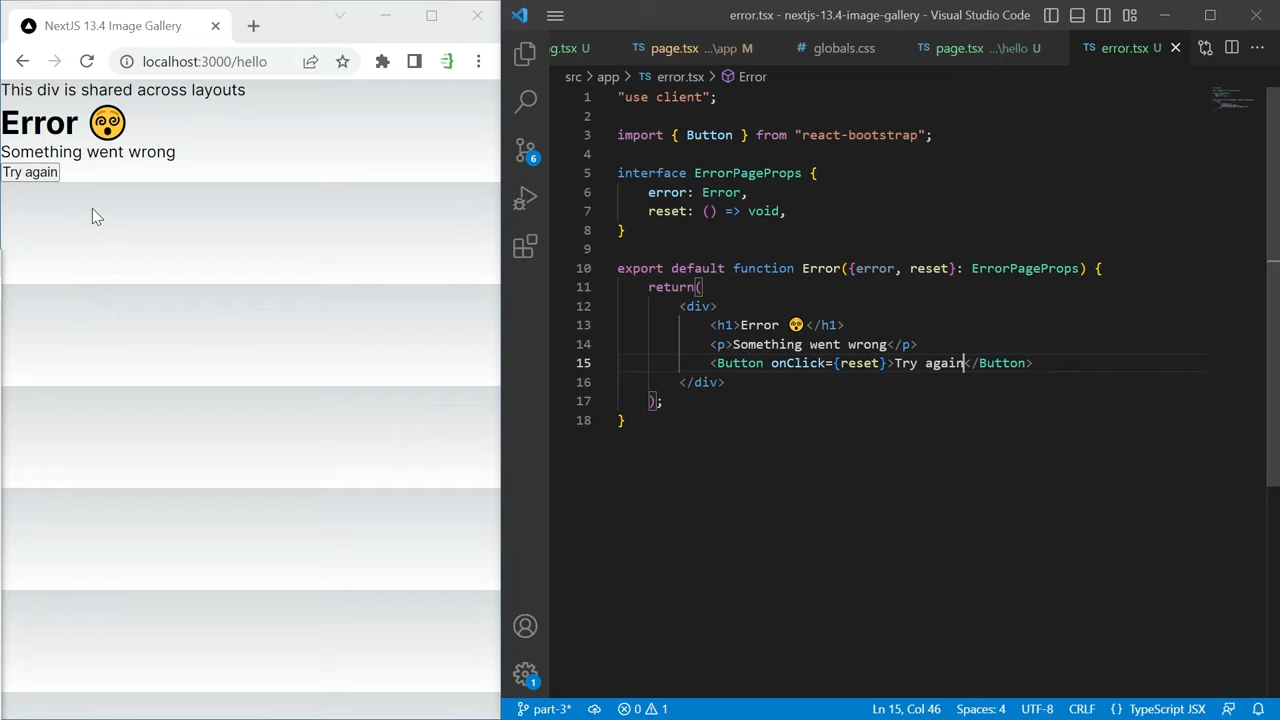 NextJS 13.4 Image Gallery
localhost:3000/hello
This div is shared across layouts
Error 😵
Something went wrong
Try again
error.tsx - nextjs-13.4-image-gallery - Visual Studio Code
ng.tsx U
page.tsx ...\app M
globals.css
page.tsx ...\hello U
error.tsx U
src > app > TS error.tsx > Error
1 "use client";
2
3 import { Button } from "react-bootstrap";
4
5 interface ErrorPageProps {
6 error: Error,
7 reset: () => void,
8 }
9
10 export default function Error({error, reset}: ErrorPageProps) {
11 return(
12 <div>
13 <h1>Error 😵</h1>
14 <p>Something went wrong</p>
15 <Button onClick={reset}>Try again</Button>
16 </div>
17 );
18 }
6
1
part-3* 0 1 Ln 15, Col 46 Spaces: 4 UTF-8 CRLF {} TypeScript JSX